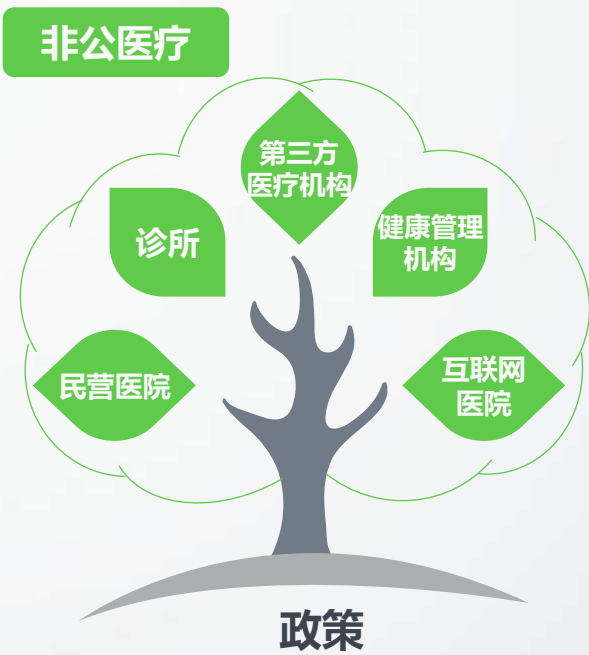 非公医疗
第三方
医疗机构
诊所
健康管理
机构
民营医院
互联网
医院
政策